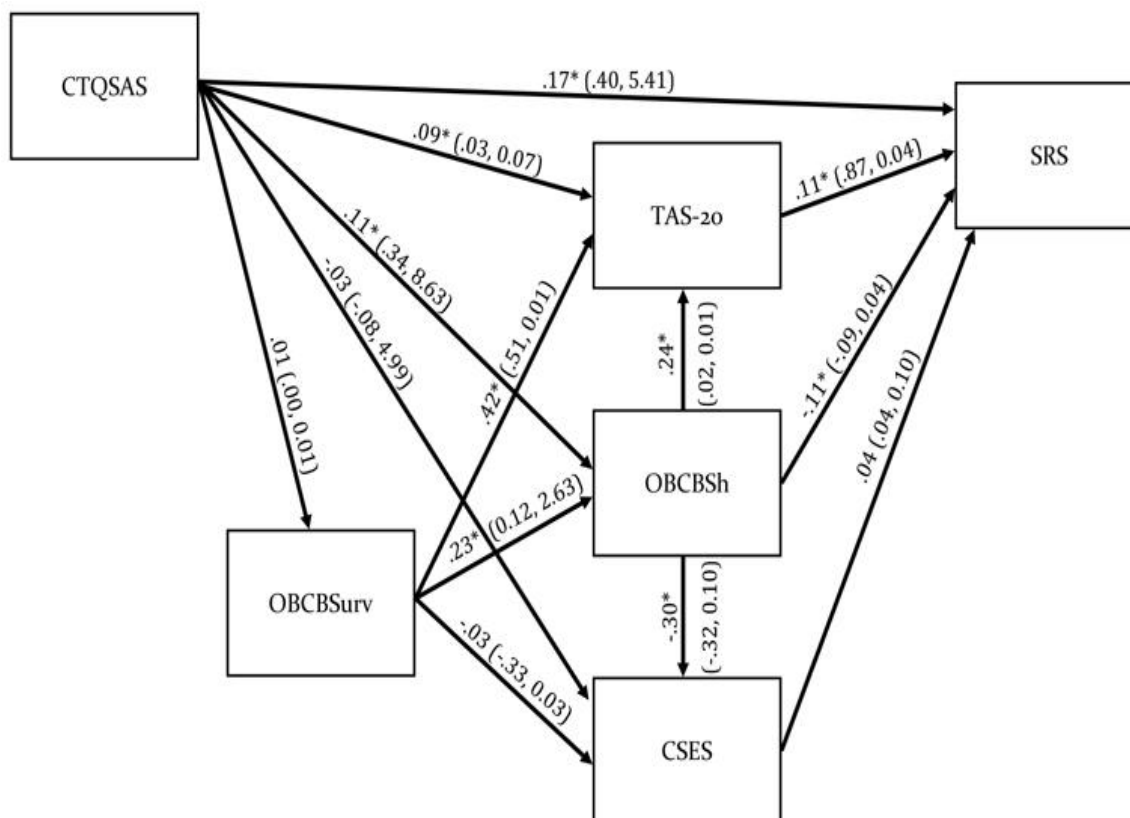 CTQSAS
.17* (.40, 5.41)
SRS
.09* (.03, 0.07)
TAS-20
.11* (.87, 0.04)
.11* (.34, 8.63)
-.03 (-.08, 4.99)
.01 (.00, 0.01)
.42* (.51, 0.01)
.24*
(.02, 0.01)
-.11* (-.09, 0.04)
.04 (.04, 0.10)
OBCBSh
.23* (0.12, 2.63)
OBCBSurv
-.30*
(-.32, 0.10)
-.03 (-.33, 0.03)
CSES